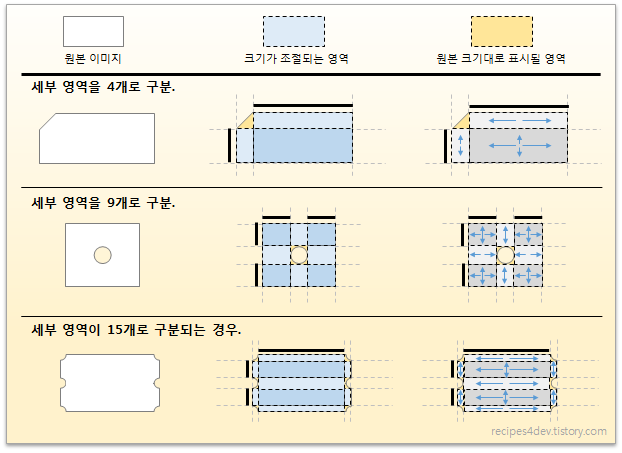 원본 이미지
크기가 조절되는 영역
원본 크기대로 표시될 영역
세부 영역을 4개로 구분.
세부 영역을 9개로 구분.
세부 영역이 15개로 구분되는 경우.
recipes4dev.tistory.com